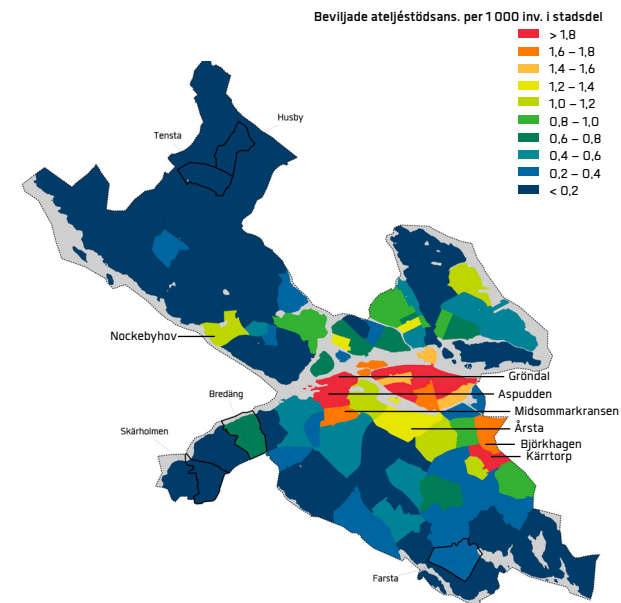 Beviljade ateljéstödsans. per 1 000 inv. i stadsdel
> 1,8
1,6 – 1,8
1,4 – 1,6
1,2 – 1,4
1,0 – 1,2
0,8 – 1,0
0,6 – 0,8
0,4 – 0,6
0,2 – 0,4
< 0,2
Husby
Tensta
Nockebyhov
Gröndal
Aspudden
Bredäng
Midsommarkransen
Årsta
Skärholmen
Björkhagen
Kärrtorp
Farsta